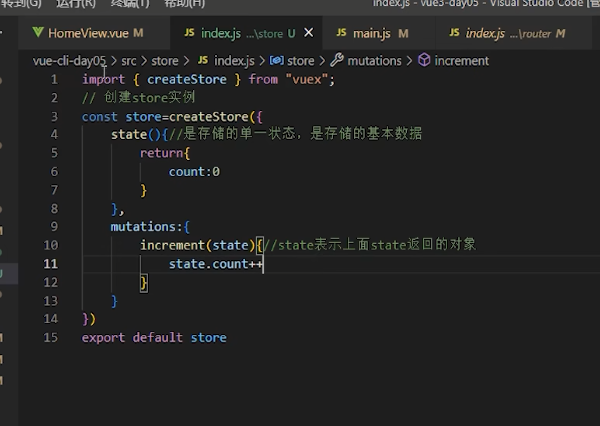 转到(G) 运行(R) 终端(T) 帮助(H) index.js - vue3-day05 - Visual Studio Code [管
HomeView.vue M JS index.js ...\store U × JS main.js M JS index.js ...\router M
vue-cli-day05 > src > store > JS index.js > store > mutations > increment
1 import { createStore } from "vuex";
2 // 创建store实例
3 const store=createStore({
4 state(){//是存储的单一状态，是存储的基本数据
5 return{
6 count:0
7 }
8 },
9 mutations:{
10 increment(state){//state表示上面state返回的对象
11 state.count++
12 }
13 }
14 })
15 export default store
U
M
M
M